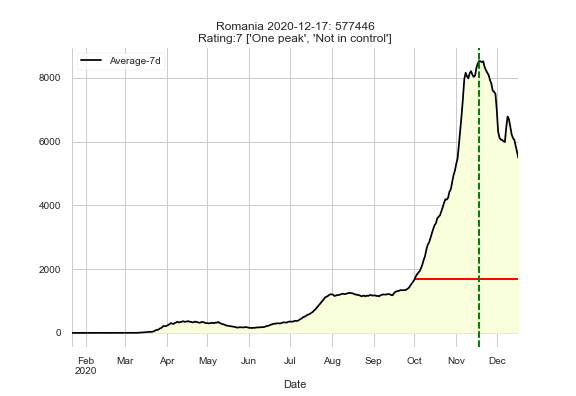 Romania 2020-12-17: 577446
Rating:7 ['One peak', 'Not in control']
Average-7d
8000
6000
4000
2000
0
Feb Mar Apr May Jun Jul Aug Sep Oct Nov Dec
2020
Date